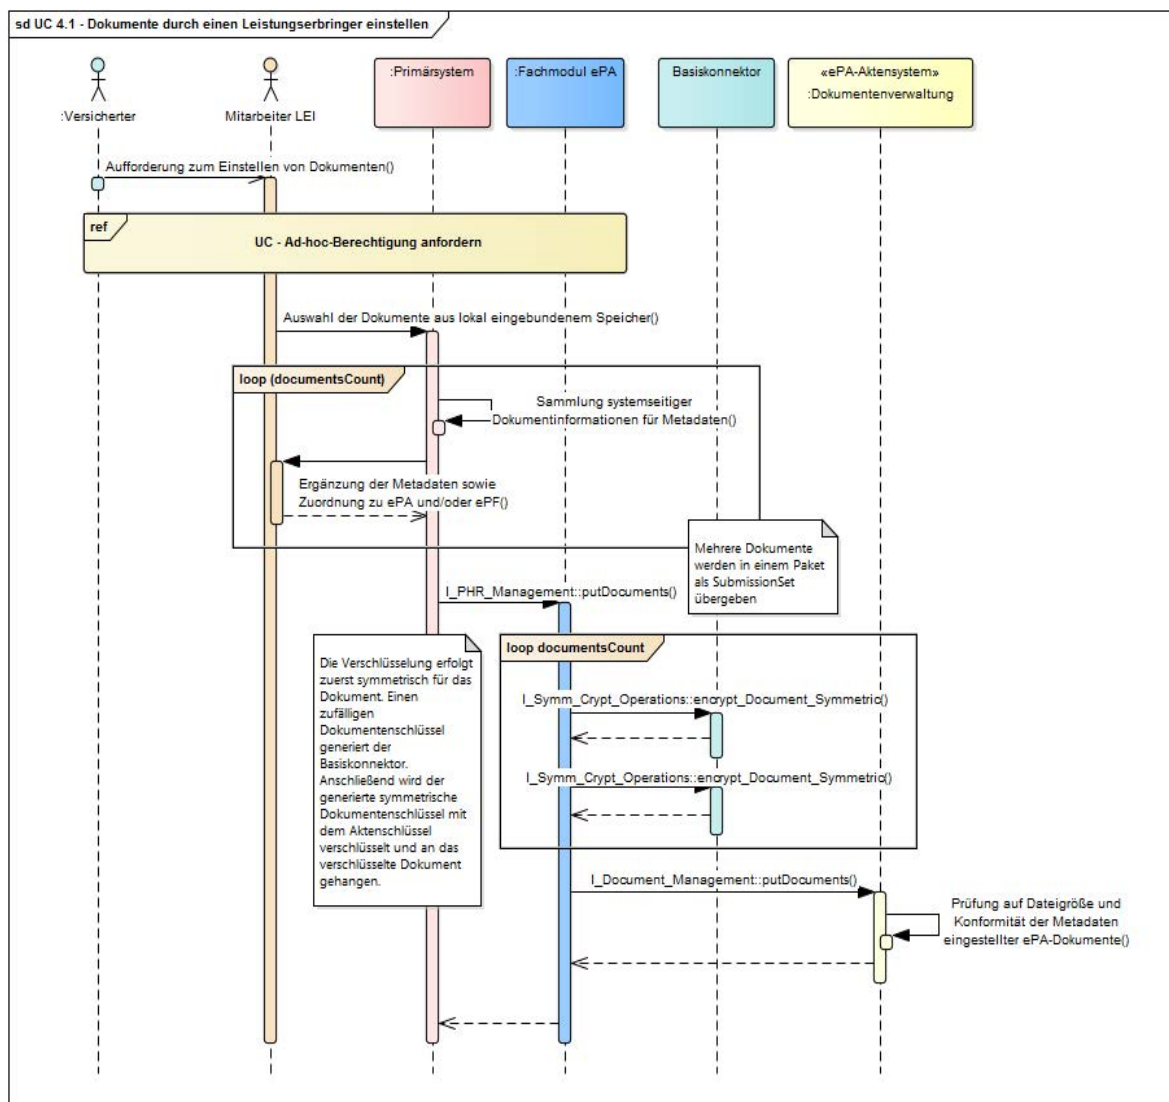 sd UC 4.1 - Dokumente durch einen Leistungserbringer einstellen
:Versicherter
Mitarbeiter LEI
:Primärsystem
:Fachmodul ePA
Basiskonnektor
«ePA-Aktensystem»
:Dokumentenverwaltung
Aufforderung zum Einstellen von Dokumenten()
ref
UC - Ad-hoc-Berechtigung anfordern
Auswahl der Dokumente aus lokal eingebundenem Speicher()
loop (documentsCount)
Sammlung systemseitiger
Dokumentinformationen für Metadaten()
Ergänzung der Metadaten sowie
Zuordnung zu ePA und/oder ePF()
Mehrere Dokumente
werden in einem Paket
als SubmissionSet
übergeben
I_PHR_Management::putDocuments()
Die Verschlüsselung erfolgt
zuerst symmetrisch für das
Dokument. Einen
zufälligen
Dokumentenschlüssel
generiert der
Basiskonnektor.
Anschließend wird der
generierte symmetrische
Dokumentenschlüssel mit
dem Aktenschlüssel
verschlüsselt und an das
verschlüsselte Dokument
gehangen.
loop documentsCount
I_Symm_Crypt_Operations::encrypt_Document_Symmetric()
I_Symm_Crypt_Operations::encrypt_Document_Symmetric()
I_Document_Management::putDocuments()
Prüfung auf Dateigröße und
Konformität der Metadaten
eingestellter ePA-Dokumente()